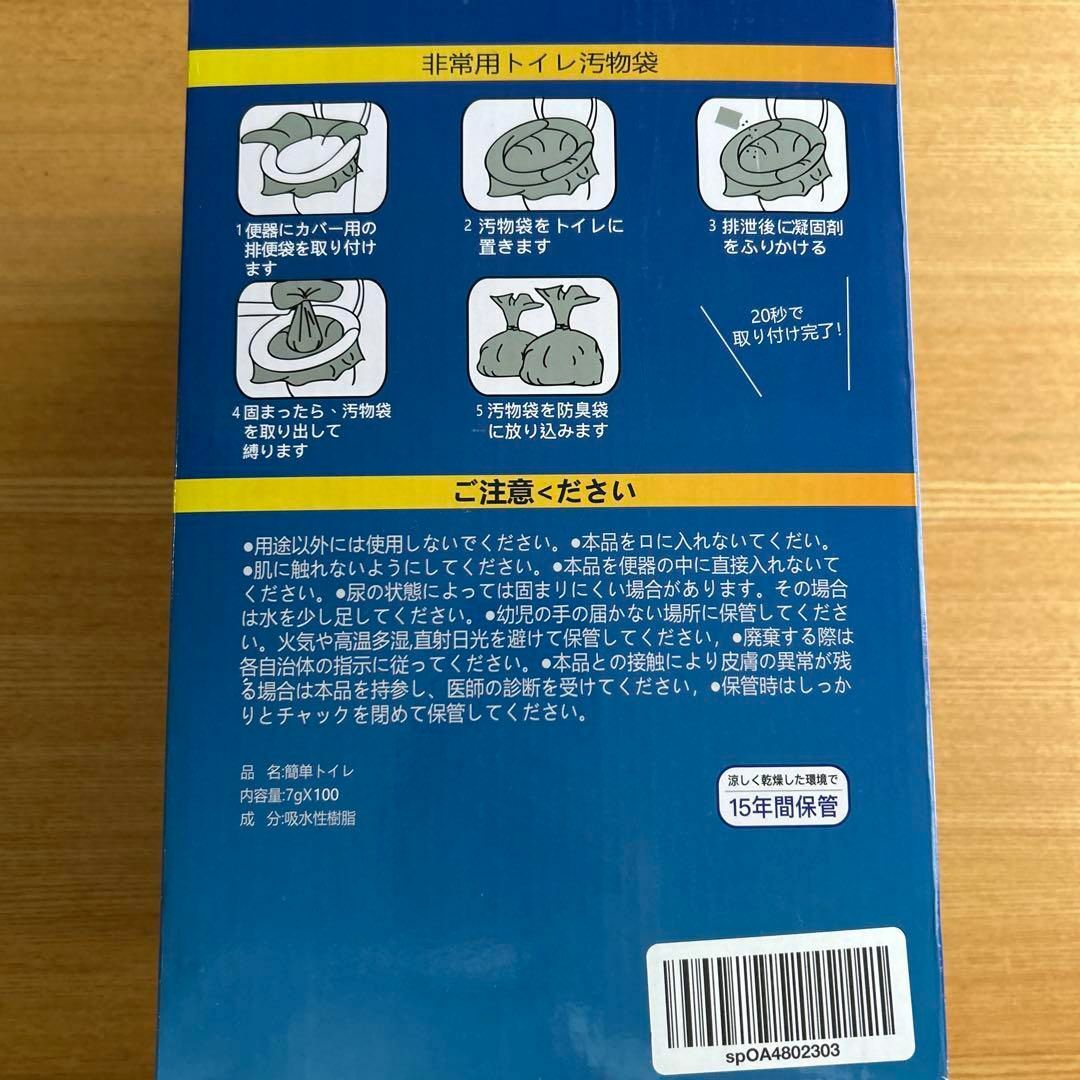 非常用トイレ汚物袋
1便器にカバー用の
排便袋を取り付け
ます
2 汚物袋をトイレに
置きます
3 排泄後に凝固剤
をふりかける
4固まったら、汚物袋
を取り出して
縛ります
5 汚物袋を防臭袋
に放り込みます
20秒で
取り付け完了!
ご注意ください
●用途以外には使用しないでください。●本品を口に入れないてくだい。
●肌に触れないようにしてください。●本品を便器の中に直接入れないて
ください。●尿の状態によっては固まりにくい場合があります。その場合
は水を少し足してください。●幼児の手の届かない場所に保管してくださ
い。火気や高温多湿,直射日光を避けて保管してください,●廃棄する際は
各自治体の指示に従ってください。●本品との接触により皮膚の異常が残
る場合は本品を持参し、医師の診断を受けてください,●保管時はしっか
りとチャックを閉めて保管してください。
品 名:簡単トイレ
内容量:7gX100
成 分:吸水性樹脂
涼しく乾燥した環境で
15年間保管
spOA4802303